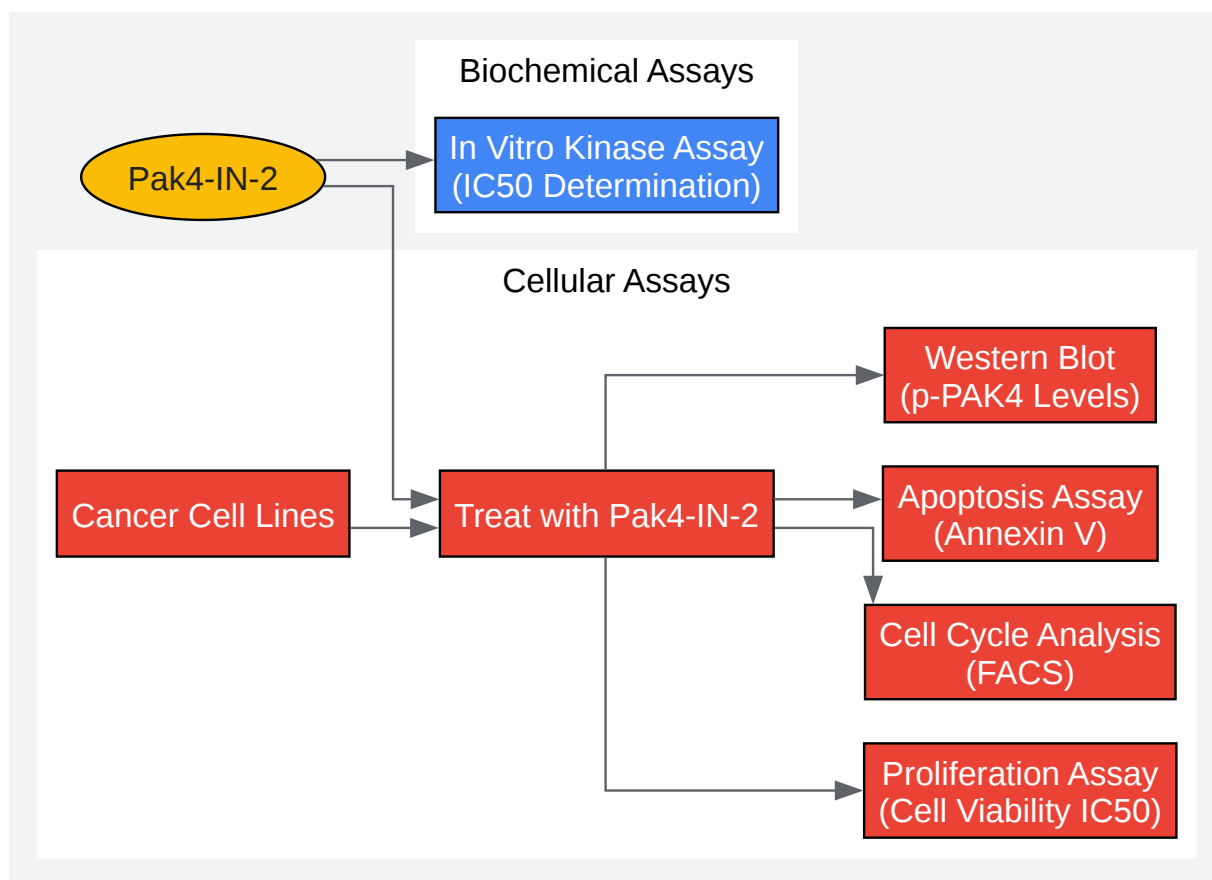 Biochemical Assays
Pak4-IN-2
In Vitro Kinase Assay
(IC50 Determination)
Cellular Assays
Western Blot
(p-PAK4 Levels)
Cancer Cell Lines
Treat with Pak4-IN-2
Apoptosis Assay
(Annexin V)
Cell Cycle Analysis
(FACS)
Proliferation Assay
(Cell Viability IC50)